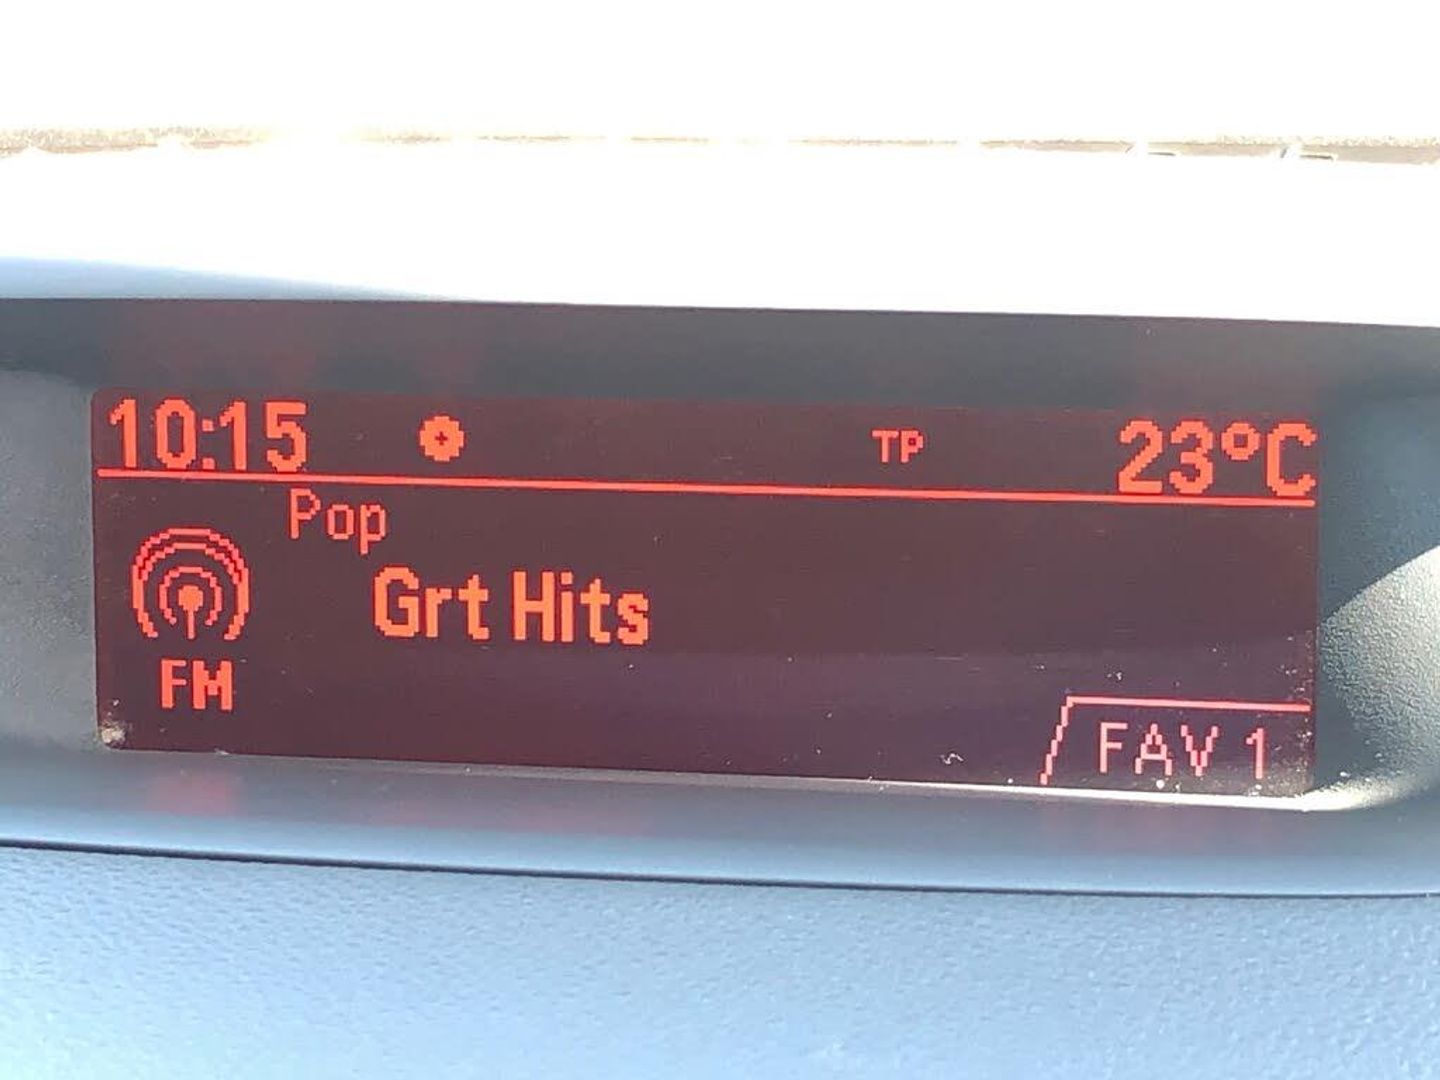 10:15 TP 23°C
Pop
Grt Hits
FM
FAV 1